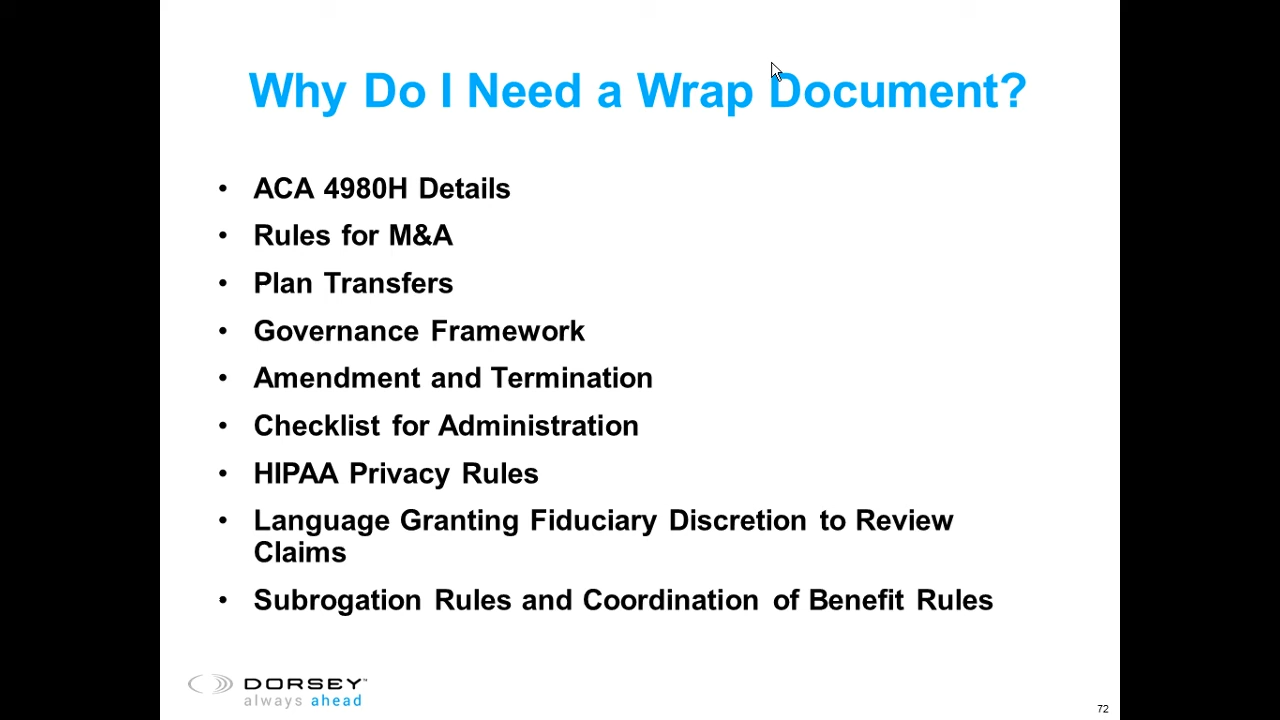 Why Do I Need a Wrap Document?
• ACA 4980H Details
• Rules for M&A
• Plan Transfers
• Governance Framework
• Amendment and Termination
• Checklist for Administration
• HIPAA Privacy Rules
• Language Granting Fiduciary Discretion to Review
Claims
• Subrogation Rules and Coordination of Benefit Rules
DORSEY™
always ahead
72